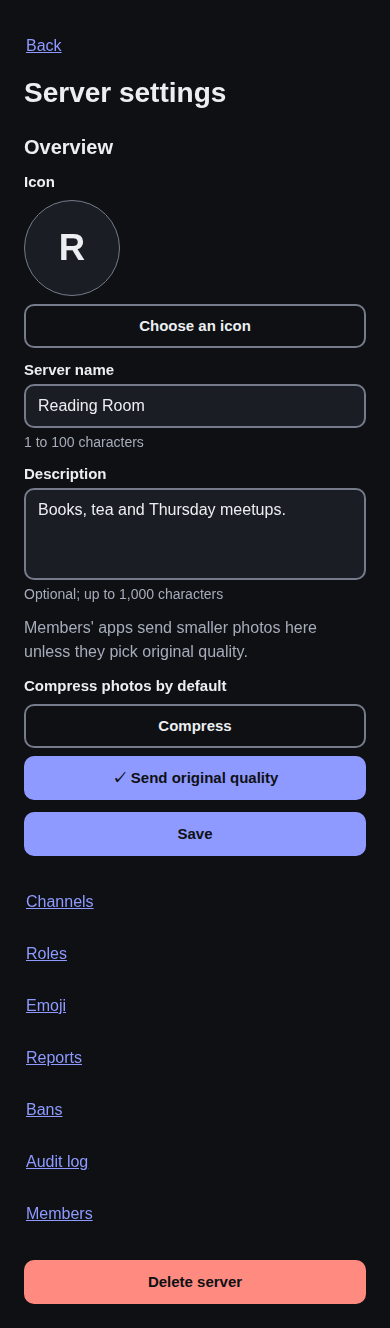 Back
Server settings
Overview
Icon
R
Choose an icon
Server name
Reading Room
1 to 100 characters
Description
Books, tea and Thursday meetups.
Optional; up to 1,000 characters
Members' apps send smaller photos here
unless they pick original quality.
Compress photos by default
Compress
✓ Send original quality
Save
Channels
Roles
Emoji
Reports
Bans
Audit log
Members
Delete server